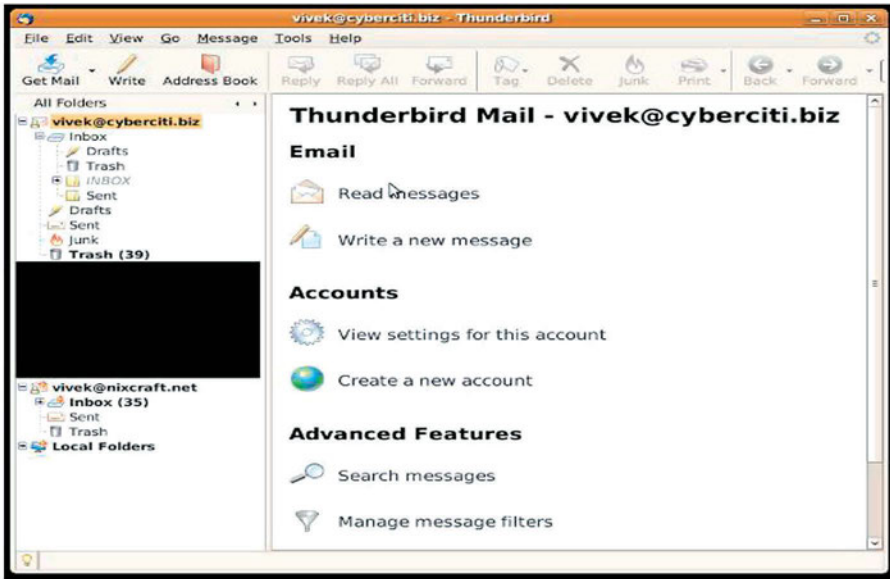 vivek@cyberciti.biz - Thunderbird
File Edit View Go Message Tools Help
Get Mail Write Address Book Reply Reply All Forward Tag Delete Junk Print Back Forward
All Folders
vivek@cyberciti.biz
Inbox
Drafts
Trash
INBOX
Sent
Drafts
Sent
Junk
Trash (39)
vivek@nixcraft.net
Inbox (35)
Sent
Trash
Local Folders
Thunderbird Mail - vivek@cyberciti.biz
Email
Read messages
Write a new message
Accounts
View settings for this account
Create a new account
Advanced Features
Search messages
Manage message filters